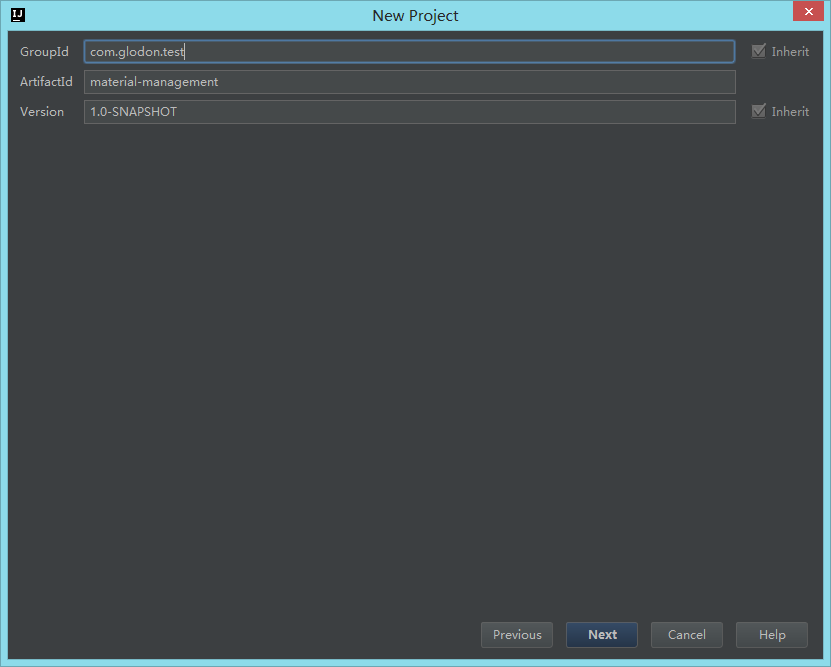 IJ
New Project
GroupId com.glodon.test Inherit
ArtifactId material-management
Version 1.0-SNAPSHOT Inherit
Previous Next Cancel Help